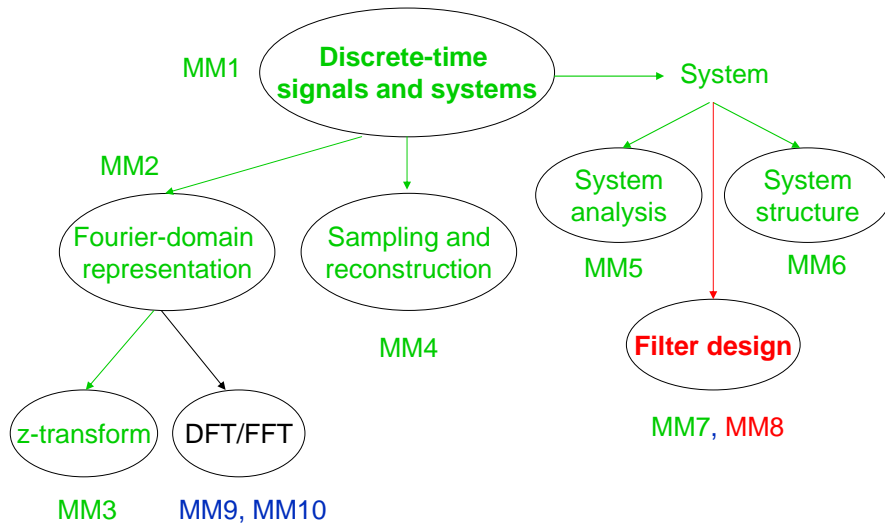 MM1
Discrete-time
signals and systems
System
MM2
System
analysis
System
structure
Fourier-domain
representation
Sampling and
reconstruction
MM5
MM6
MM4
Filter design
z-transform
DFT/FFT
MM7, MM8
MM3
MM9, MM10